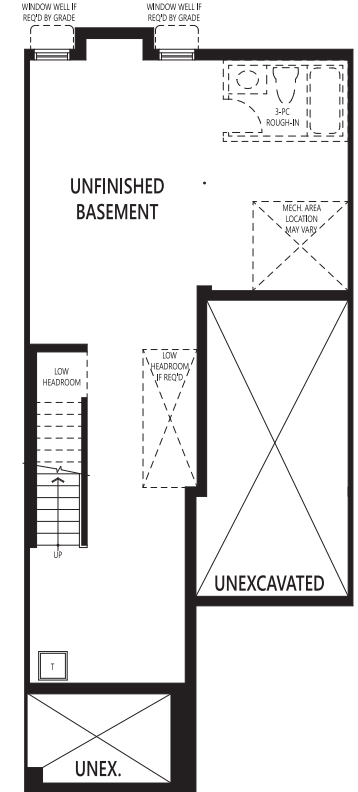 WINDOW WELL IF
REQ'D BY GRADE
WINDOW WELL IF
REQ'D BY GRADE
3-PC
ROUGH-IN
UNFINISHED
BASEMENT
MECH. AREA
LOCATION
MAY VARY
LOW
HEADROOM
LOW
HEADROOM
IF REQ'D
UP
UNEXCAVATED
T
UNEX.